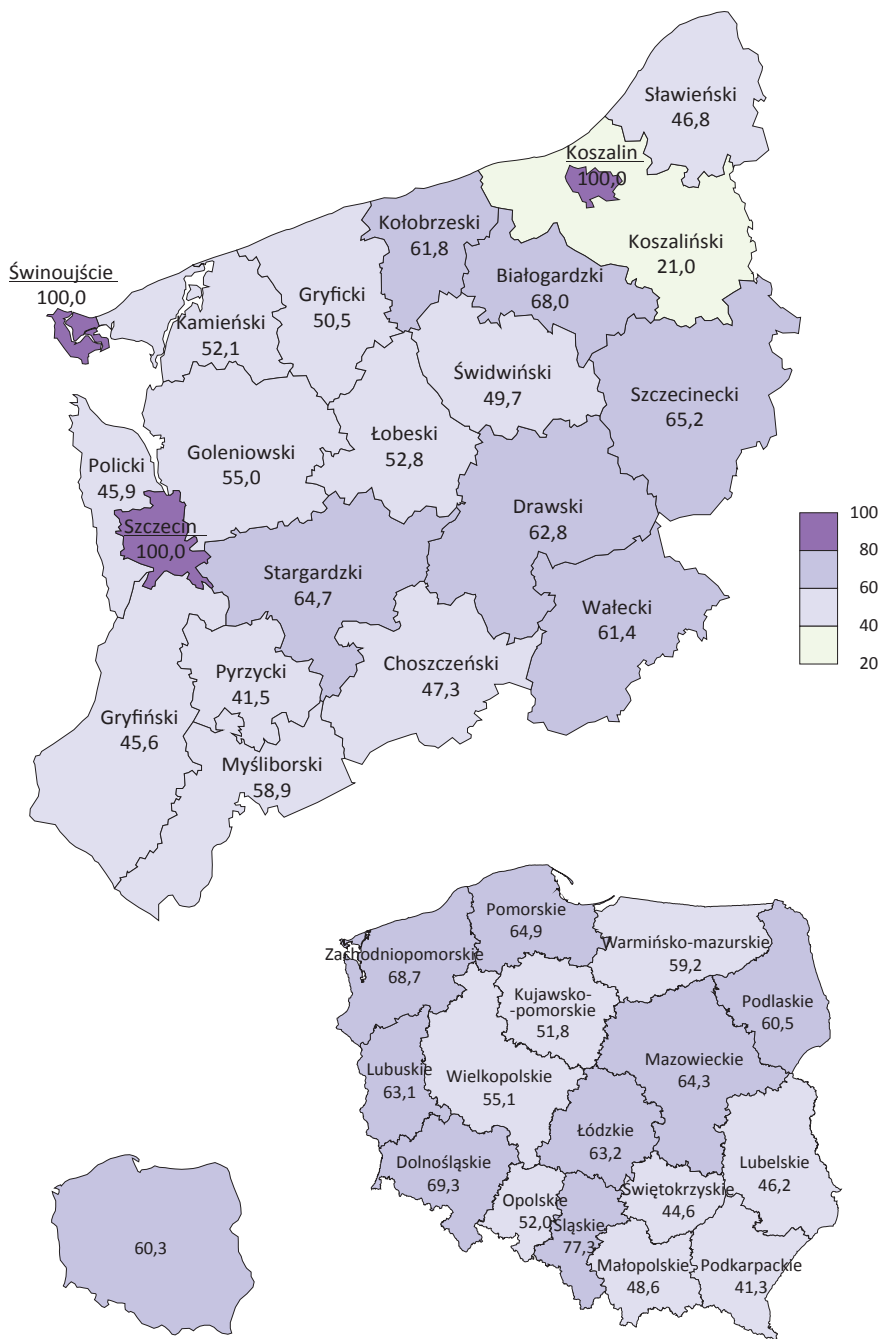 Sławieński
46,8
Koszalin
100,0
Kołobrzeski
61,8
Koszaliński
21,0
Białogardzki
68,0
Świnoujście
100,0
Gryficki
50,5
Kamieński
52,1
Świdwiński
49,7
Szczecinecki
65,2
Łobeski
52,8
Goleniowski
55,0
Policki
45,9
Drawski
62,8
Szczecin
100,0
Stargardzki
64,7
Wałecki
61,4
Choszczeński
47,3
Pyrzycki
41,5
Gryfiński
45,6
Myśliborski
58,9
100
80
60
40
20
Pomorskie
64,9
Warmińsko-mazurskie
59,2
Zachodniopomorskie
68,7
Kujawsko-
-pomorskie
51,8
Podlaskie
60,5
Mazowieckie
64,3
Lubuskie
63,1
Wielkopolskie
55,1
Łódzkie
63,2
Dolnośląskie
69,3
Lubelskie
46,2
Opolskie
52,0
Świętokrzyskie
44,6
Śląskie
77,3
Małopolskie
48,6
Podkarpackie
41,3
60,3